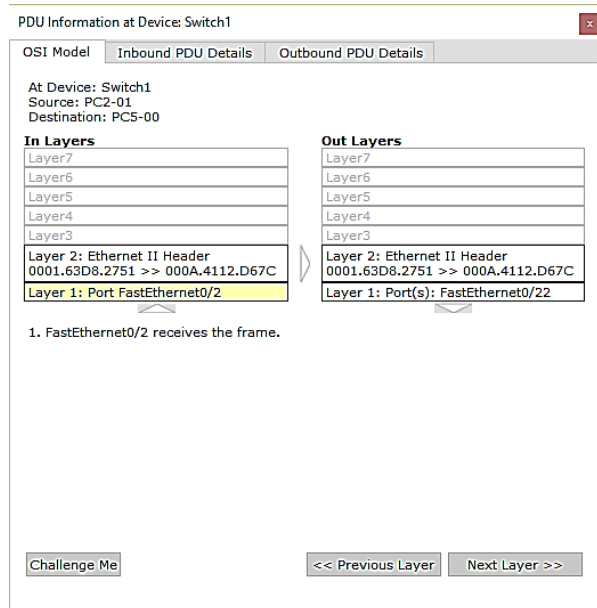 PDU Information at Device: Switch1
x
OSI Model Inbound PDU Details Outbound PDU Details
At Device: Switch1
Source: PC2-01
Destination: PC5-00
In Layers Out Layers
Layer7 Layer7
Layer6 Layer6
Layer5 Layer5
Layer4 Layer4
Layer3 Layer3
Layer 2: Ethernet II Header Layer 2: Ethernet II Header
0001.63D8.2751 >> 000A.4112.D67C 0001.63D8.2751 >> 000A.4112.D67C
Layer 1: Port FastEthernet0/2 Layer 1: Port(s): FastEthernet0/22
1. FastEthernet0/2 receives the frame.
Challenge Me << Previous Layer Next Layer >>